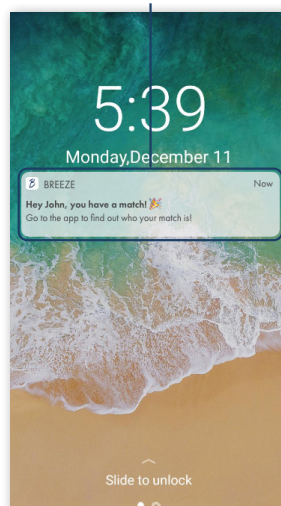 5:39
Monday,December 11
B BREEZE Now
Hey John, you have a match! 🎉
Go to the app to find out who your match is!
Slide to unlock